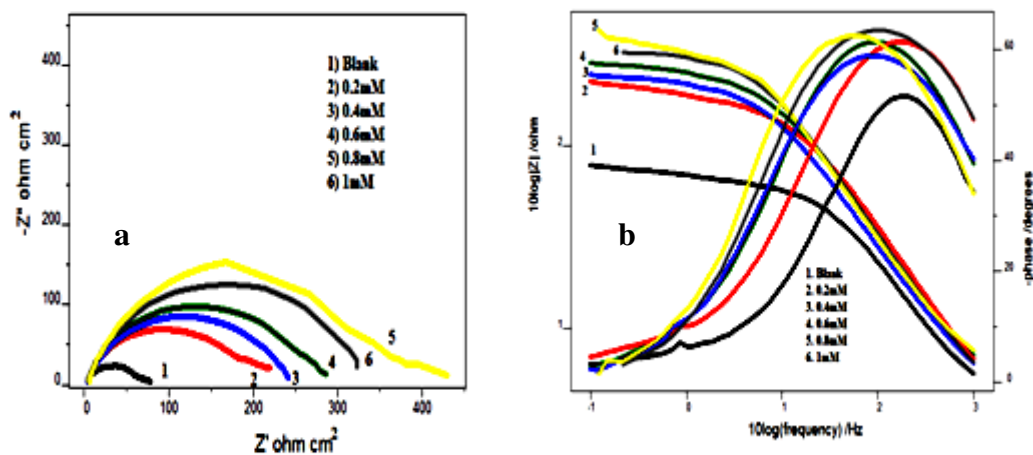 1) Blank
2) 0.2mM
3) 0.4mM
4) 0.6mM
5) 0.8mM
6) 1mM
a
-Z" ohm cm²
400
300
200
100
0
0
100
200
300
400
Z' ohm cm²
1
2
3
4
5
6
b
10log(Z) /ohm
2
1
-1
0
1
2
3
10log(frequency) /Hz
-phase /degrees
60
40
20
0
5
6
4
3
2
1
1. Blank
2. 0.2mM
3. 0.4mM
4. 0.6mM
5. 0.8mM
6. 1mM